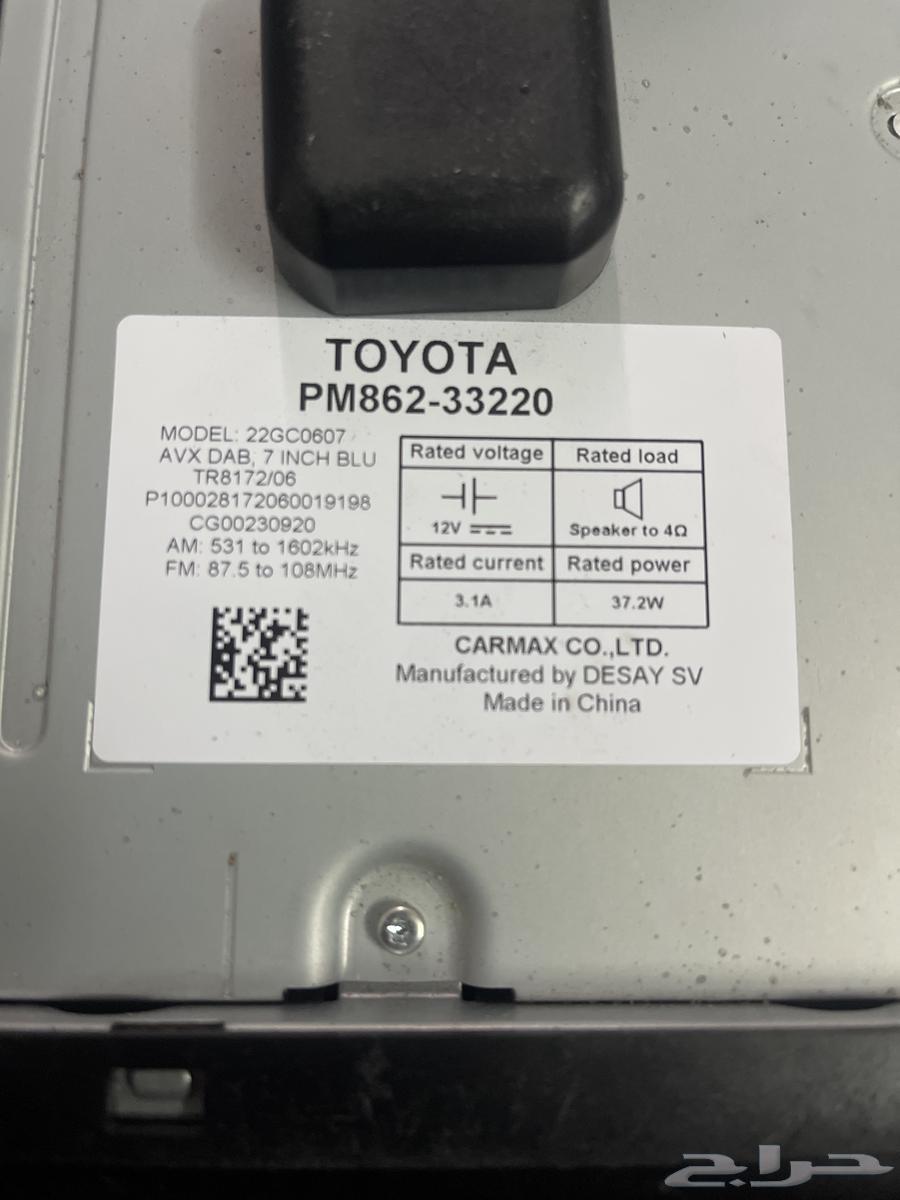 TOYOTA
PM862-33220
MODEL: 22GC0607
AVX DAB, 7 INCH BLU
TR8172/06
P100028172060019198
CG00230920
AM: 531 to 1602kHz
FM: 87.5 to 108MHz
Rated voltage
Rated load
12V
Speaker to 4Ω
Rated current
Rated power
3.1A
37.2W
CARMAX CO.,LTD.
Manufactured by DESAY SV
Made in China
حراج